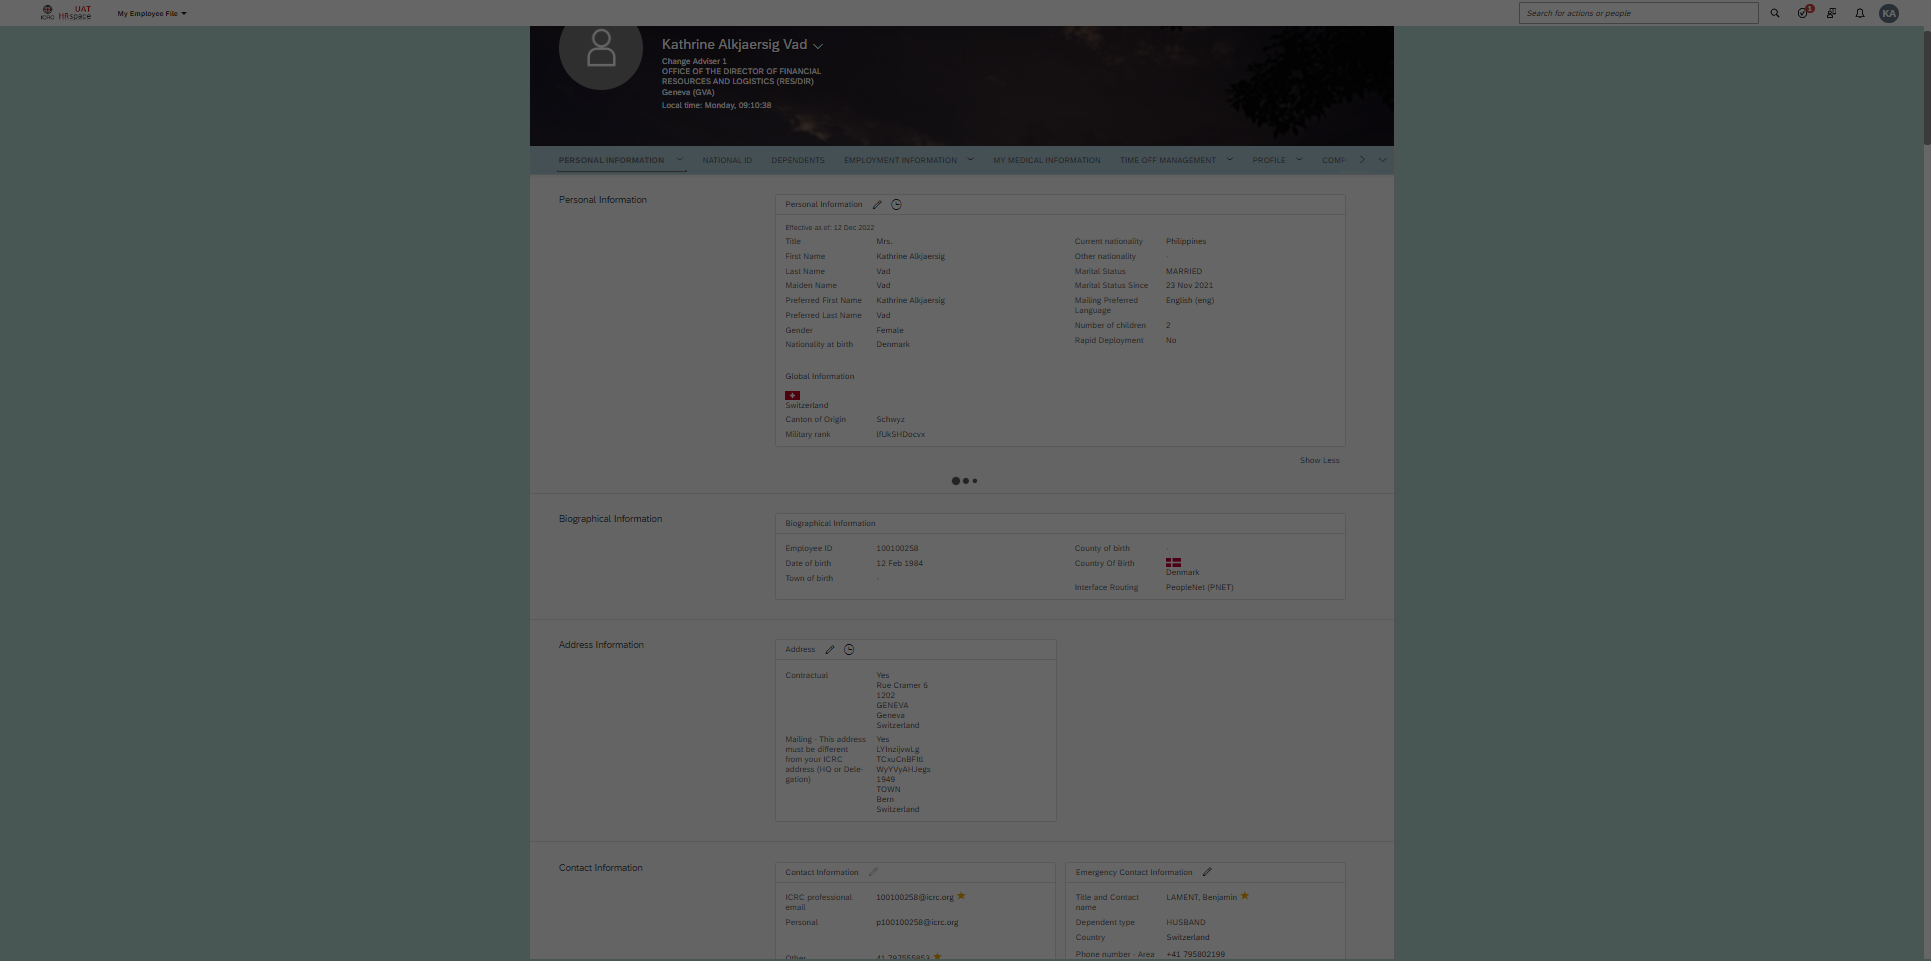 ICRC
UAT
HRspace
My Employee File
Search for actions or people
1
KA
Kathrine Alkjaersig Vad
Change Adviser 1
OFFICE OF THE DIRECTOR OF FINANCIAL
RESOURCES AND LOGISTICS (RES/DIR)
Geneva (GVA)
Local time: Monday, 09:10:38
PERSONAL INFORMATION
NATIONAL ID
DEPENDENTS
EMPLOYMENT INFORMATION
MY MEDICAL INFORMATION
TIME OFF MANAGEMENT
PROFILE
Personal Information
Personal Information
Effective as of: 12 Dec 2022
Title Mrs.
First Name Kathrine Alkjaersig
Last Name Vad
Maiden Name Vad
Preferred First Name Kathrine Alkjaersig
Preferred Last Name Vad
Gender Female
Nationality at birth Denmark
Current nationality Philippines
Other nationality -
Marital Status MARRIED
Marital Status Since 23 Nov 2021
Mailing Preferred English (eng)
Language
Number of children 2
Rapid Deployment No
Global Information
Switzerland
Canton of Origin Schwyz
Military rank
Show Less
Biographical Information
Biographical Information
Employee ID 100100258
Date of birth 12 Feb 1984
Town of birth -
County of birth -
Country Of Birth
Denmark
Interface Routing PeopleNet (PNET)
Address Information
Address
Contractual Yes
Rue Cramer 6
1202
GENEVA
Geneva
Switzerland
Mailing - This address Yes
must be different
from your ICRC
address (HQ or Dele-
gation) WyYVyAHJegs
1949
TOWN
Bern
Switzerland
Contact Information
Contact Information
ICRC professional 100100258@icrc.org
email
Personal p100100258@icrc.org
Other
Emergency Contact Information
Title and Contact LAMENT, Benjamin
name
Dependent type HUSBAND
Country Switzerland
Phone number - Area +41 795802199